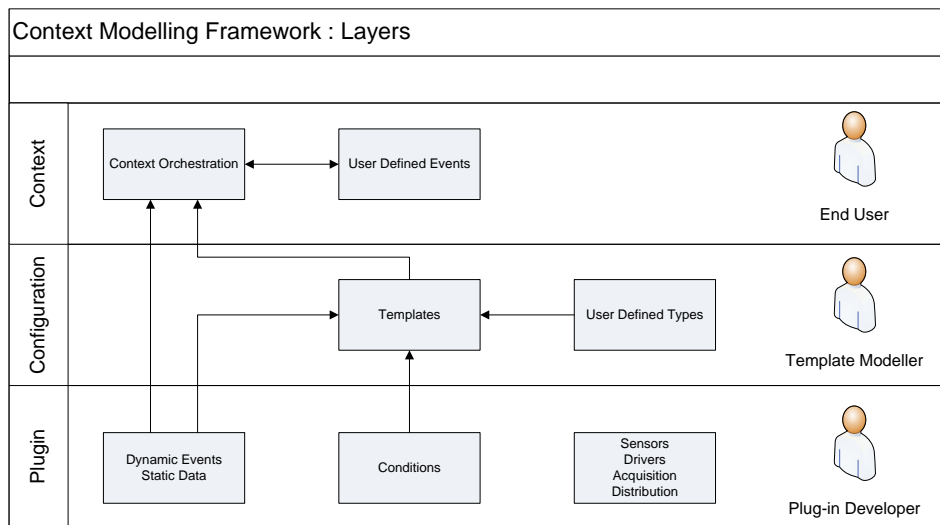 Context Modelling Framework : Layers
Context
Context Orchestration
User Defined Events
End User
Configuration
Templates
User Defined Types
Template Modeller
Plugin
Dynamic Events
Static Data
Conditions
Sensors
Drivers
Acquisition
Distribution
Plug-in Developer